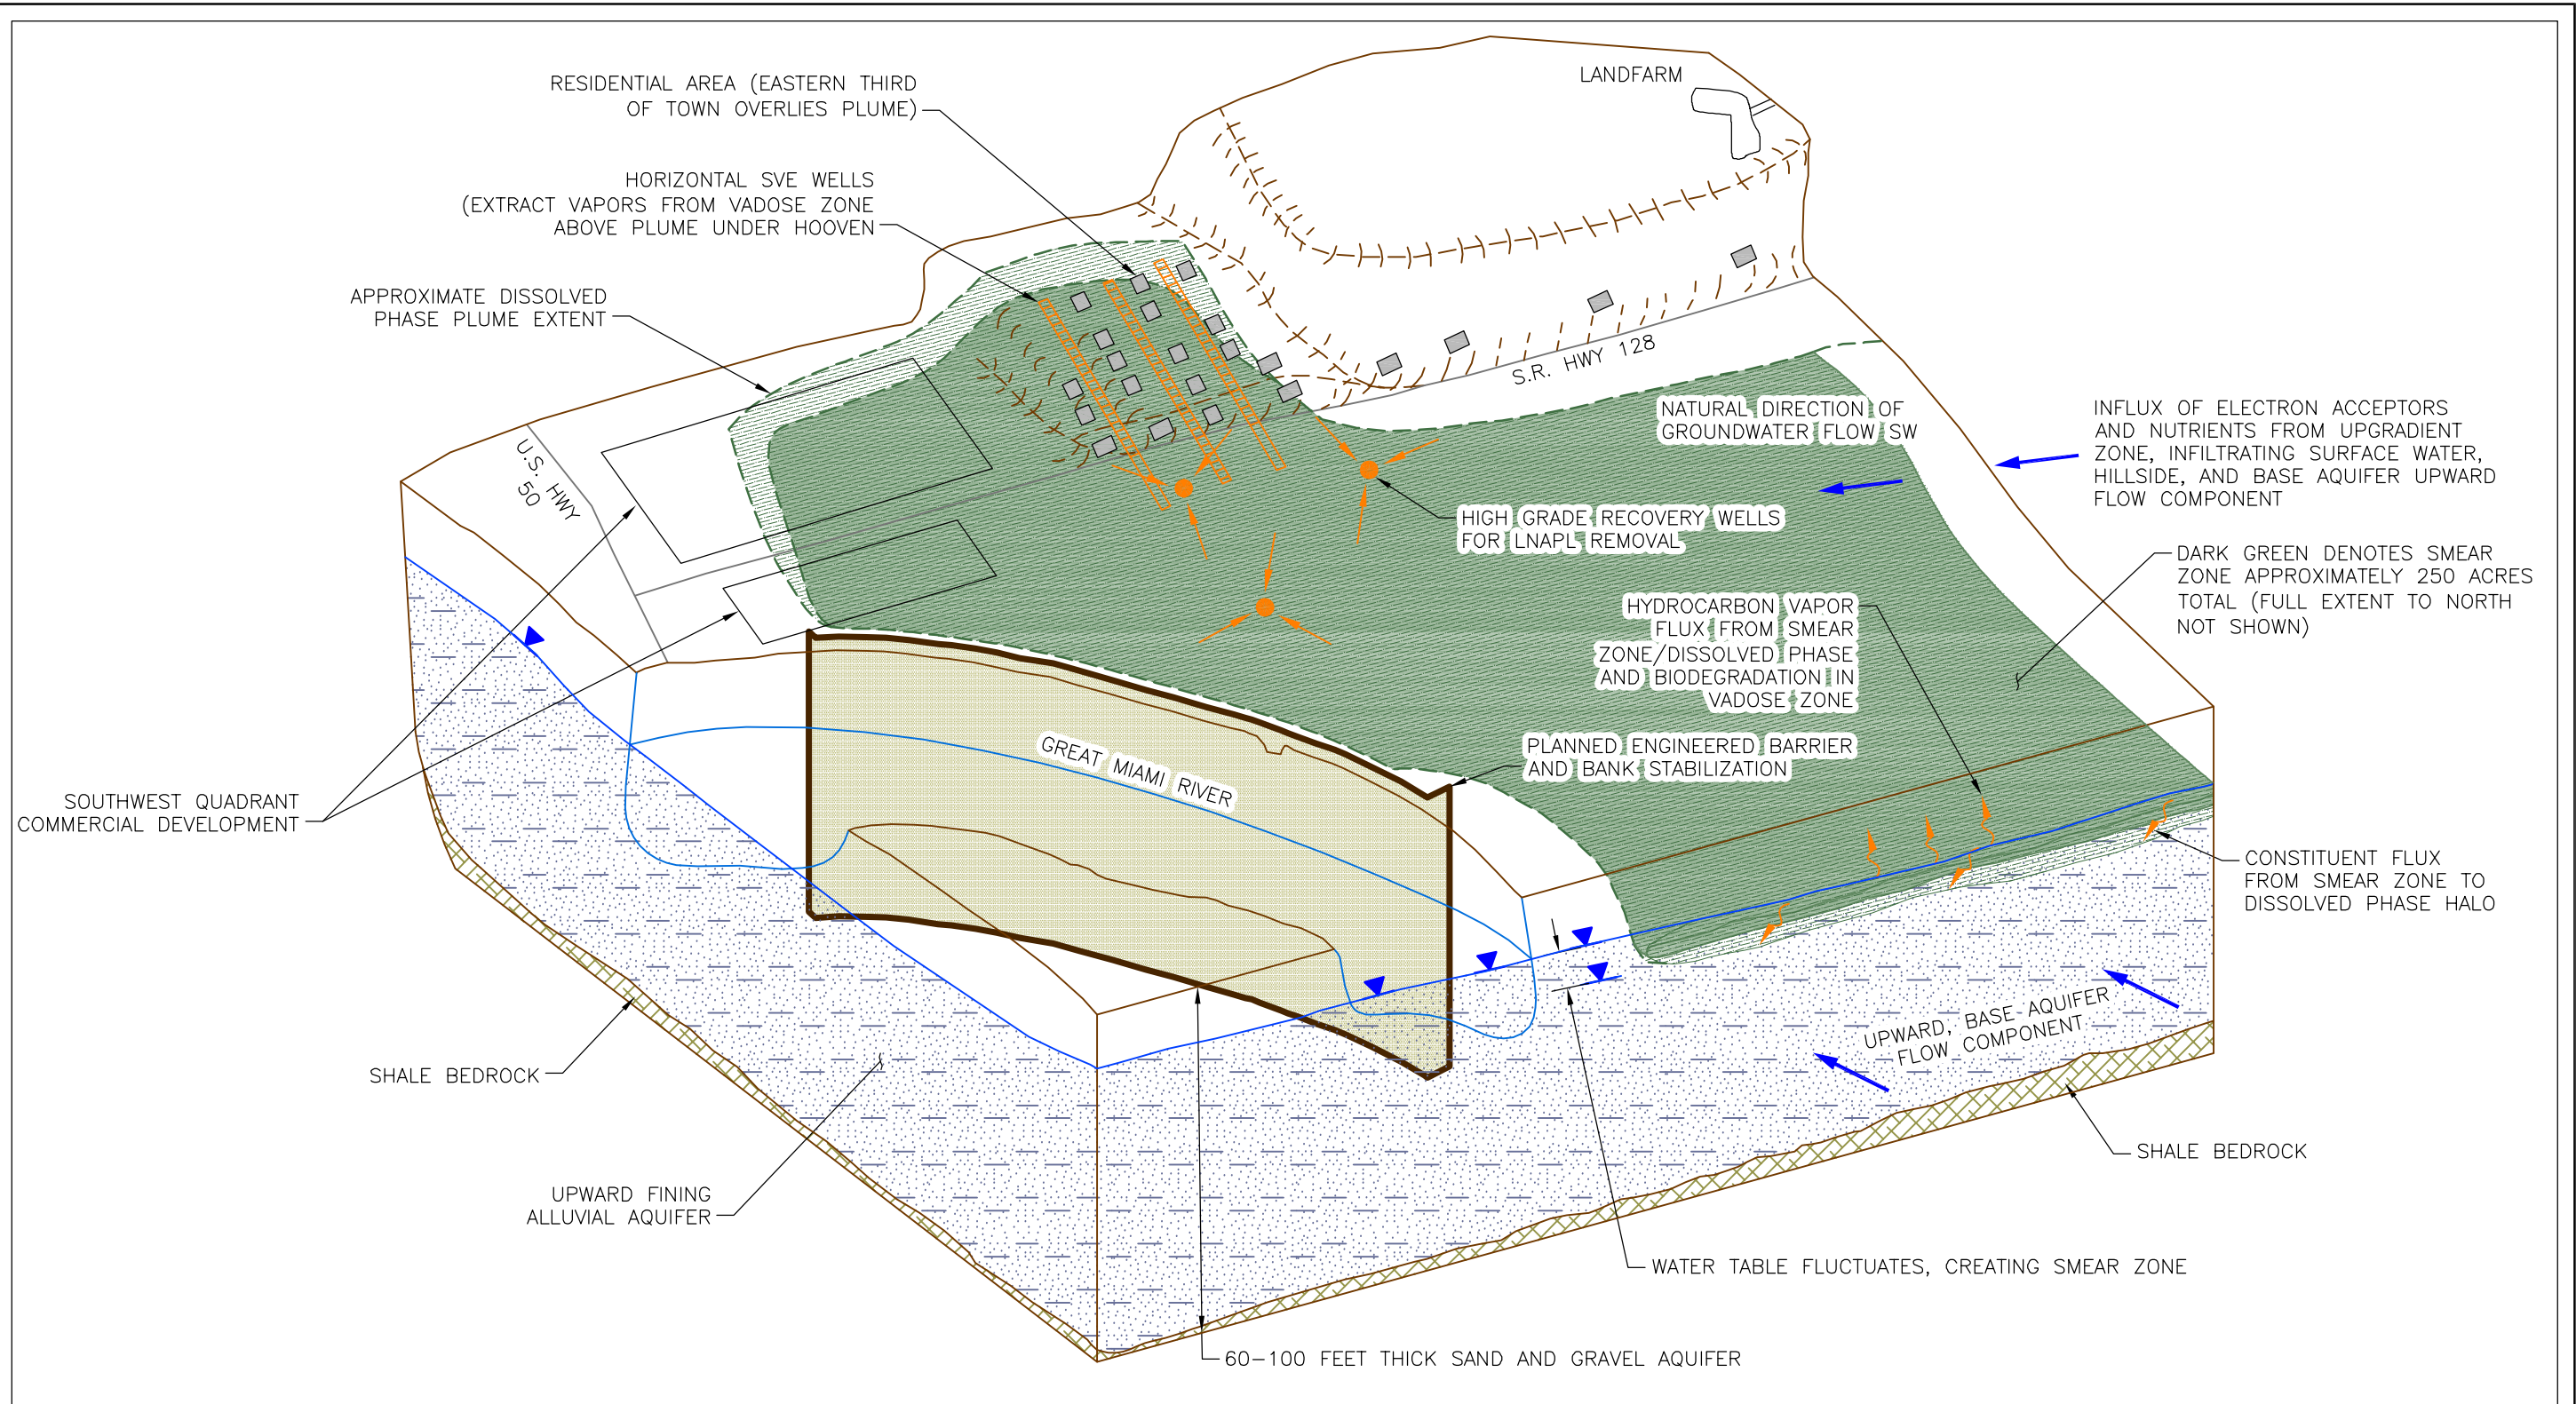 LANDFARM
RESIDENTIAL AREA (EASTERN THIRD
OF TOWN OVERLIES PLUME)
HORIZONTAL SVE WELLS
(EXTRACT VAPORS FROM VADOSE ZONE
ABOVE PLUME UNDER HOOVEN
APPROXIMATE DISSOLVED
PHASE PLUME EXTENT
S.R. HWY 128
NATURAL DIRECTION OF
GROUNDWATER FLOW SW
INFLUX OF ELECTRON ACCEPTORS
AND NUTRIENTS FROM UPGRADIENT
ZONE, INFILTRATING SURFACE WATER,
HILLSIDE, AND BASE AQUIFER UPWARD
FLOW COMPONENT
U.S. HWY
50
HIGH GRADE RECOVERY WELLS
FOR LNAPL REMOVAL
DARK GREEN DENOTES SMEAR
ZONE APPROXIMATELY 250 ACRES
TOTAL (FULL EXTENT TO NORTH
NOT SHOWN)
HYDROCARBON VAPOR
FLUX FROM SMEAR
ZONE/DISSOLVED PHASE
AND BIODEGRADATION IN
VADOSE ZONE
GREAT MIAMI RIVER
PLANNED ENGINEERED BARRIER
AND BANK STABILIZATION
SOUTHWEST QUADRANT
COMMERCIAL DEVELOPMENT
CONSTITUENT FLUX
FROM SMEAR ZONE TO
DISSOLVED PHASE HALO
UPWARD, BASE AQUIFER
FLOW COMPONENT
SHALE BEDROCK
SHALE BEDROCK
UPWARD FINING
ALLUVIAL AQUIFER
WATER TABLE FLUCTUATES, CREATING SMEAR ZONE
60-100 FEET THICK SAND AND GRAVEL AQUIFER